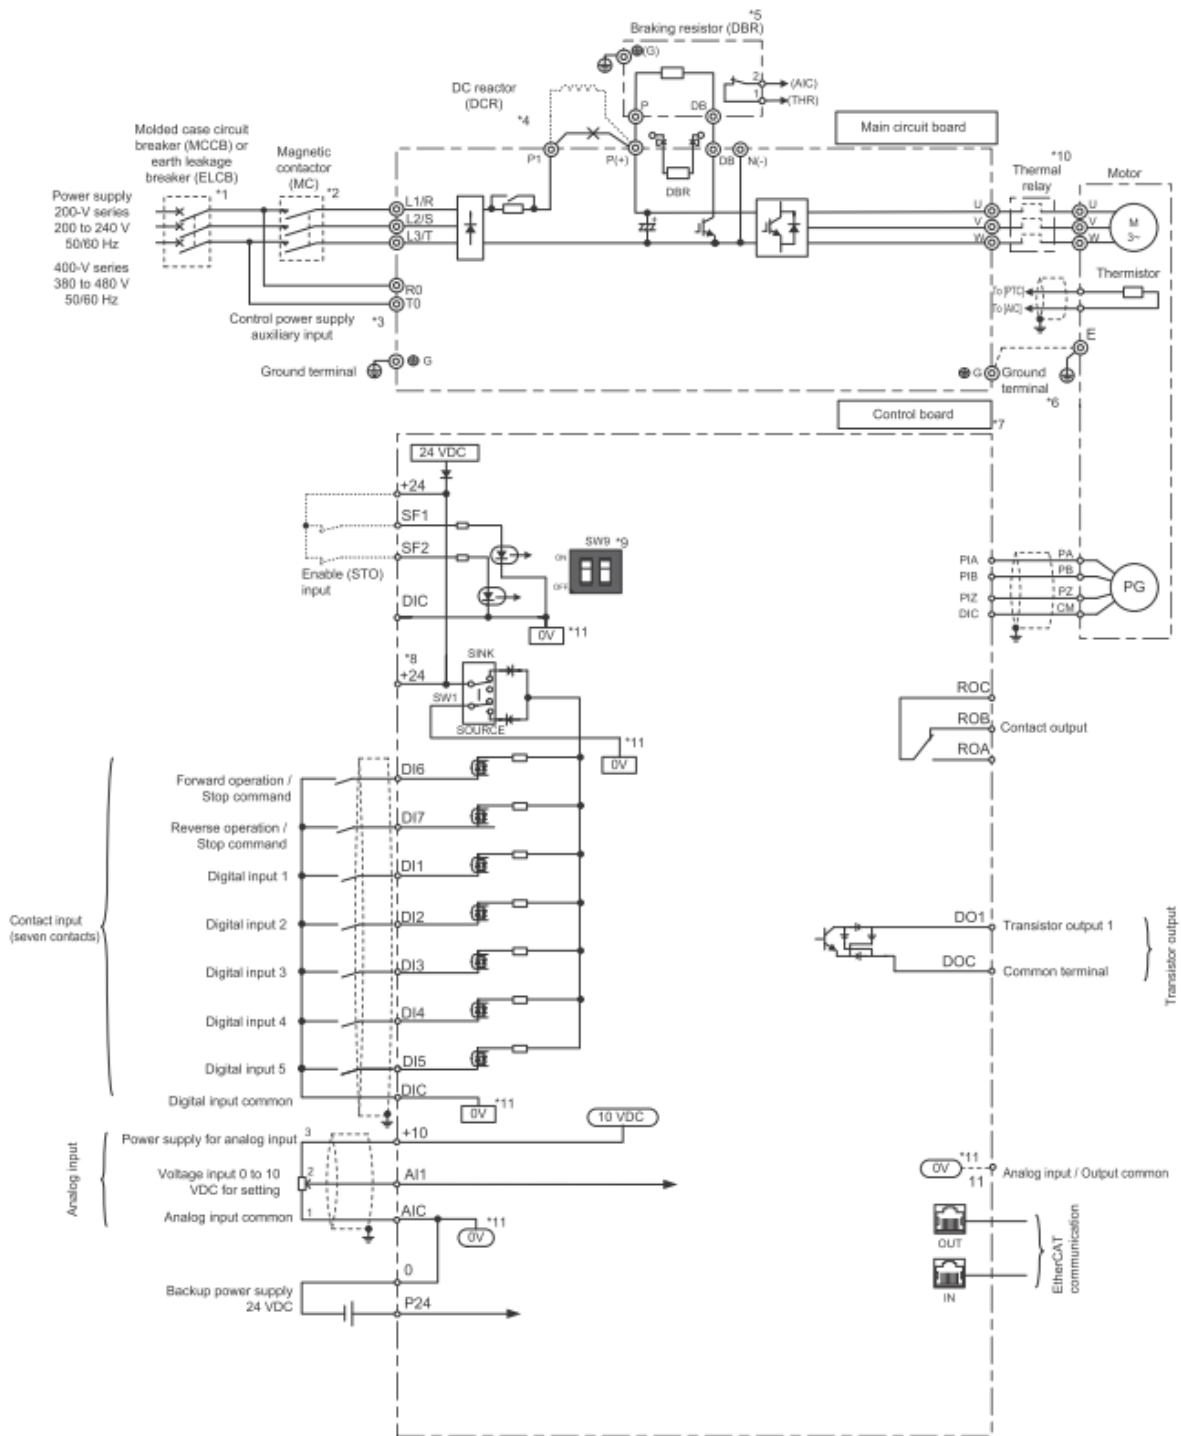 *5
Braking resistor (DBR)
(G)
DC reactor
(DCR)
*4
2
(AIC)
1
(THR)
P
DB
Main circuit board
Molded case circuit
breaker (MCCB) or
earth leakage
breaker (ELCB)
*1
Magnetic
contactor
(MC)
*2
P1
P(+)
DBR
DB
N(-)
*10
Thermal
relay
Motor
Power supply
200-V series
200 to 240 V
50/60 Hz
400-V series
380 to 480 V
50/60 Hz
L1/R
L2/S
L3/T
U
V
W
U
V
W
M
3~
R0
T0
*3
Control power supply
auxiliary input
Thermistor
To [PTC]
To [AIC]
E
Ground terminal
G
G
Ground
terminal
*6
Control board
*7
24 VDC
+24
SF1
SF2
Enable (STO)
input
DIC
SW9
*9
ON
OFF
0V
*11
PIA
PIB
PIZ
DIC
PA
PB
PZ
CM
PG
*8
+24
SINK
SW1
SOURCE
*11
0V
ROC
ROB
ROA
Contact output
Contact input
(seven contacts)
Forward operation /
Stop command
DI6
Reverse operation /
Stop command
DI7
Digital input 1
DI1
Digital input 2
DI2
Digital input 3
DI3
Digital input 4
DI4
Digital input 5
DI5
Digital input common
DIC
0V
*11
DO1
Transistor output 1
DOC
Common terminal
Transistor output
Analog input
Power supply for analog input
3
+10
10 VDC
Voltage input 0 to 10
VDC for setting
2
AI1
Analog input common
1
AIC
*11
0V
0V
*11
11
Analog input / Output common
OUT
IN
EtherCAT
communication
Backup power supply
24 VDC
0
P24